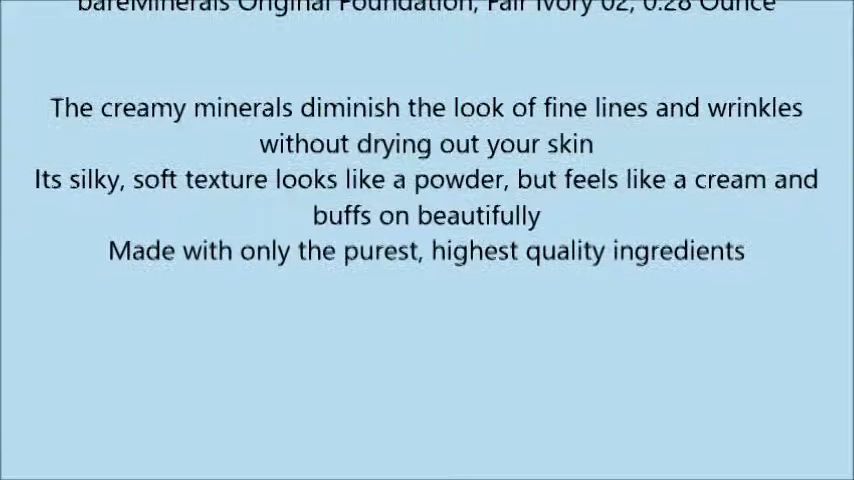 bareMinerals Original Foundation, Fair Ivory 02, 0.28 Ounce
The creamy minerals diminish the look of fine lines and wrinkles
without drying out your skin
Its silky, soft texture looks like a powder, but feels like a cream and
buffs on beautifully
Made with only the purest, highest quality ingredients